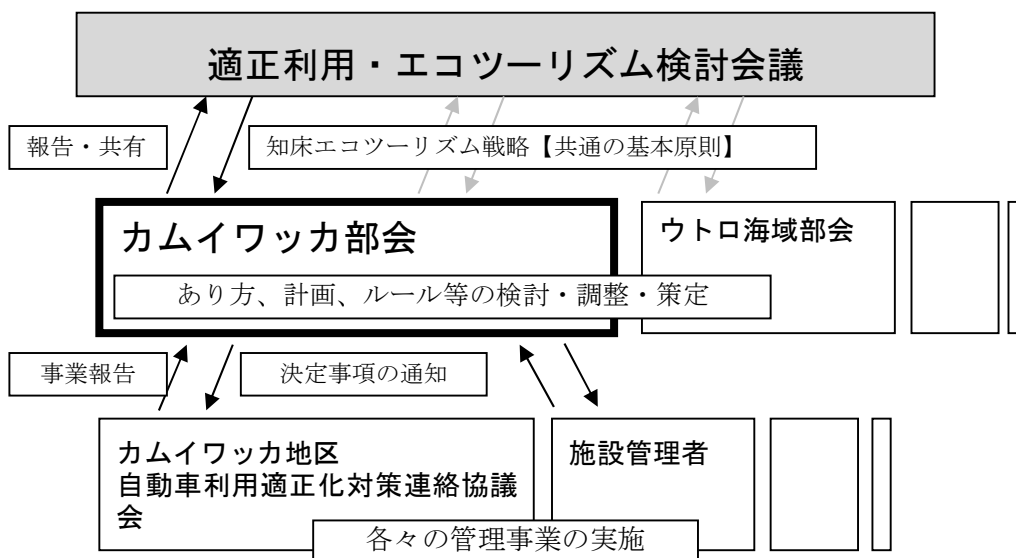 適正利用・エコツーリズム検討会議
報告・共有
知床エコツーリズム戦略【共通の基本原則】
カムイワッカ部会
ウトロ海域部会
あり方、計画、ルール等の検討・調整・策定
事業報告
決定事項の通知
カムイワッカ地区
自動車利用適正化対策連絡協議
会
施設管理者
各々の管理事業の実施